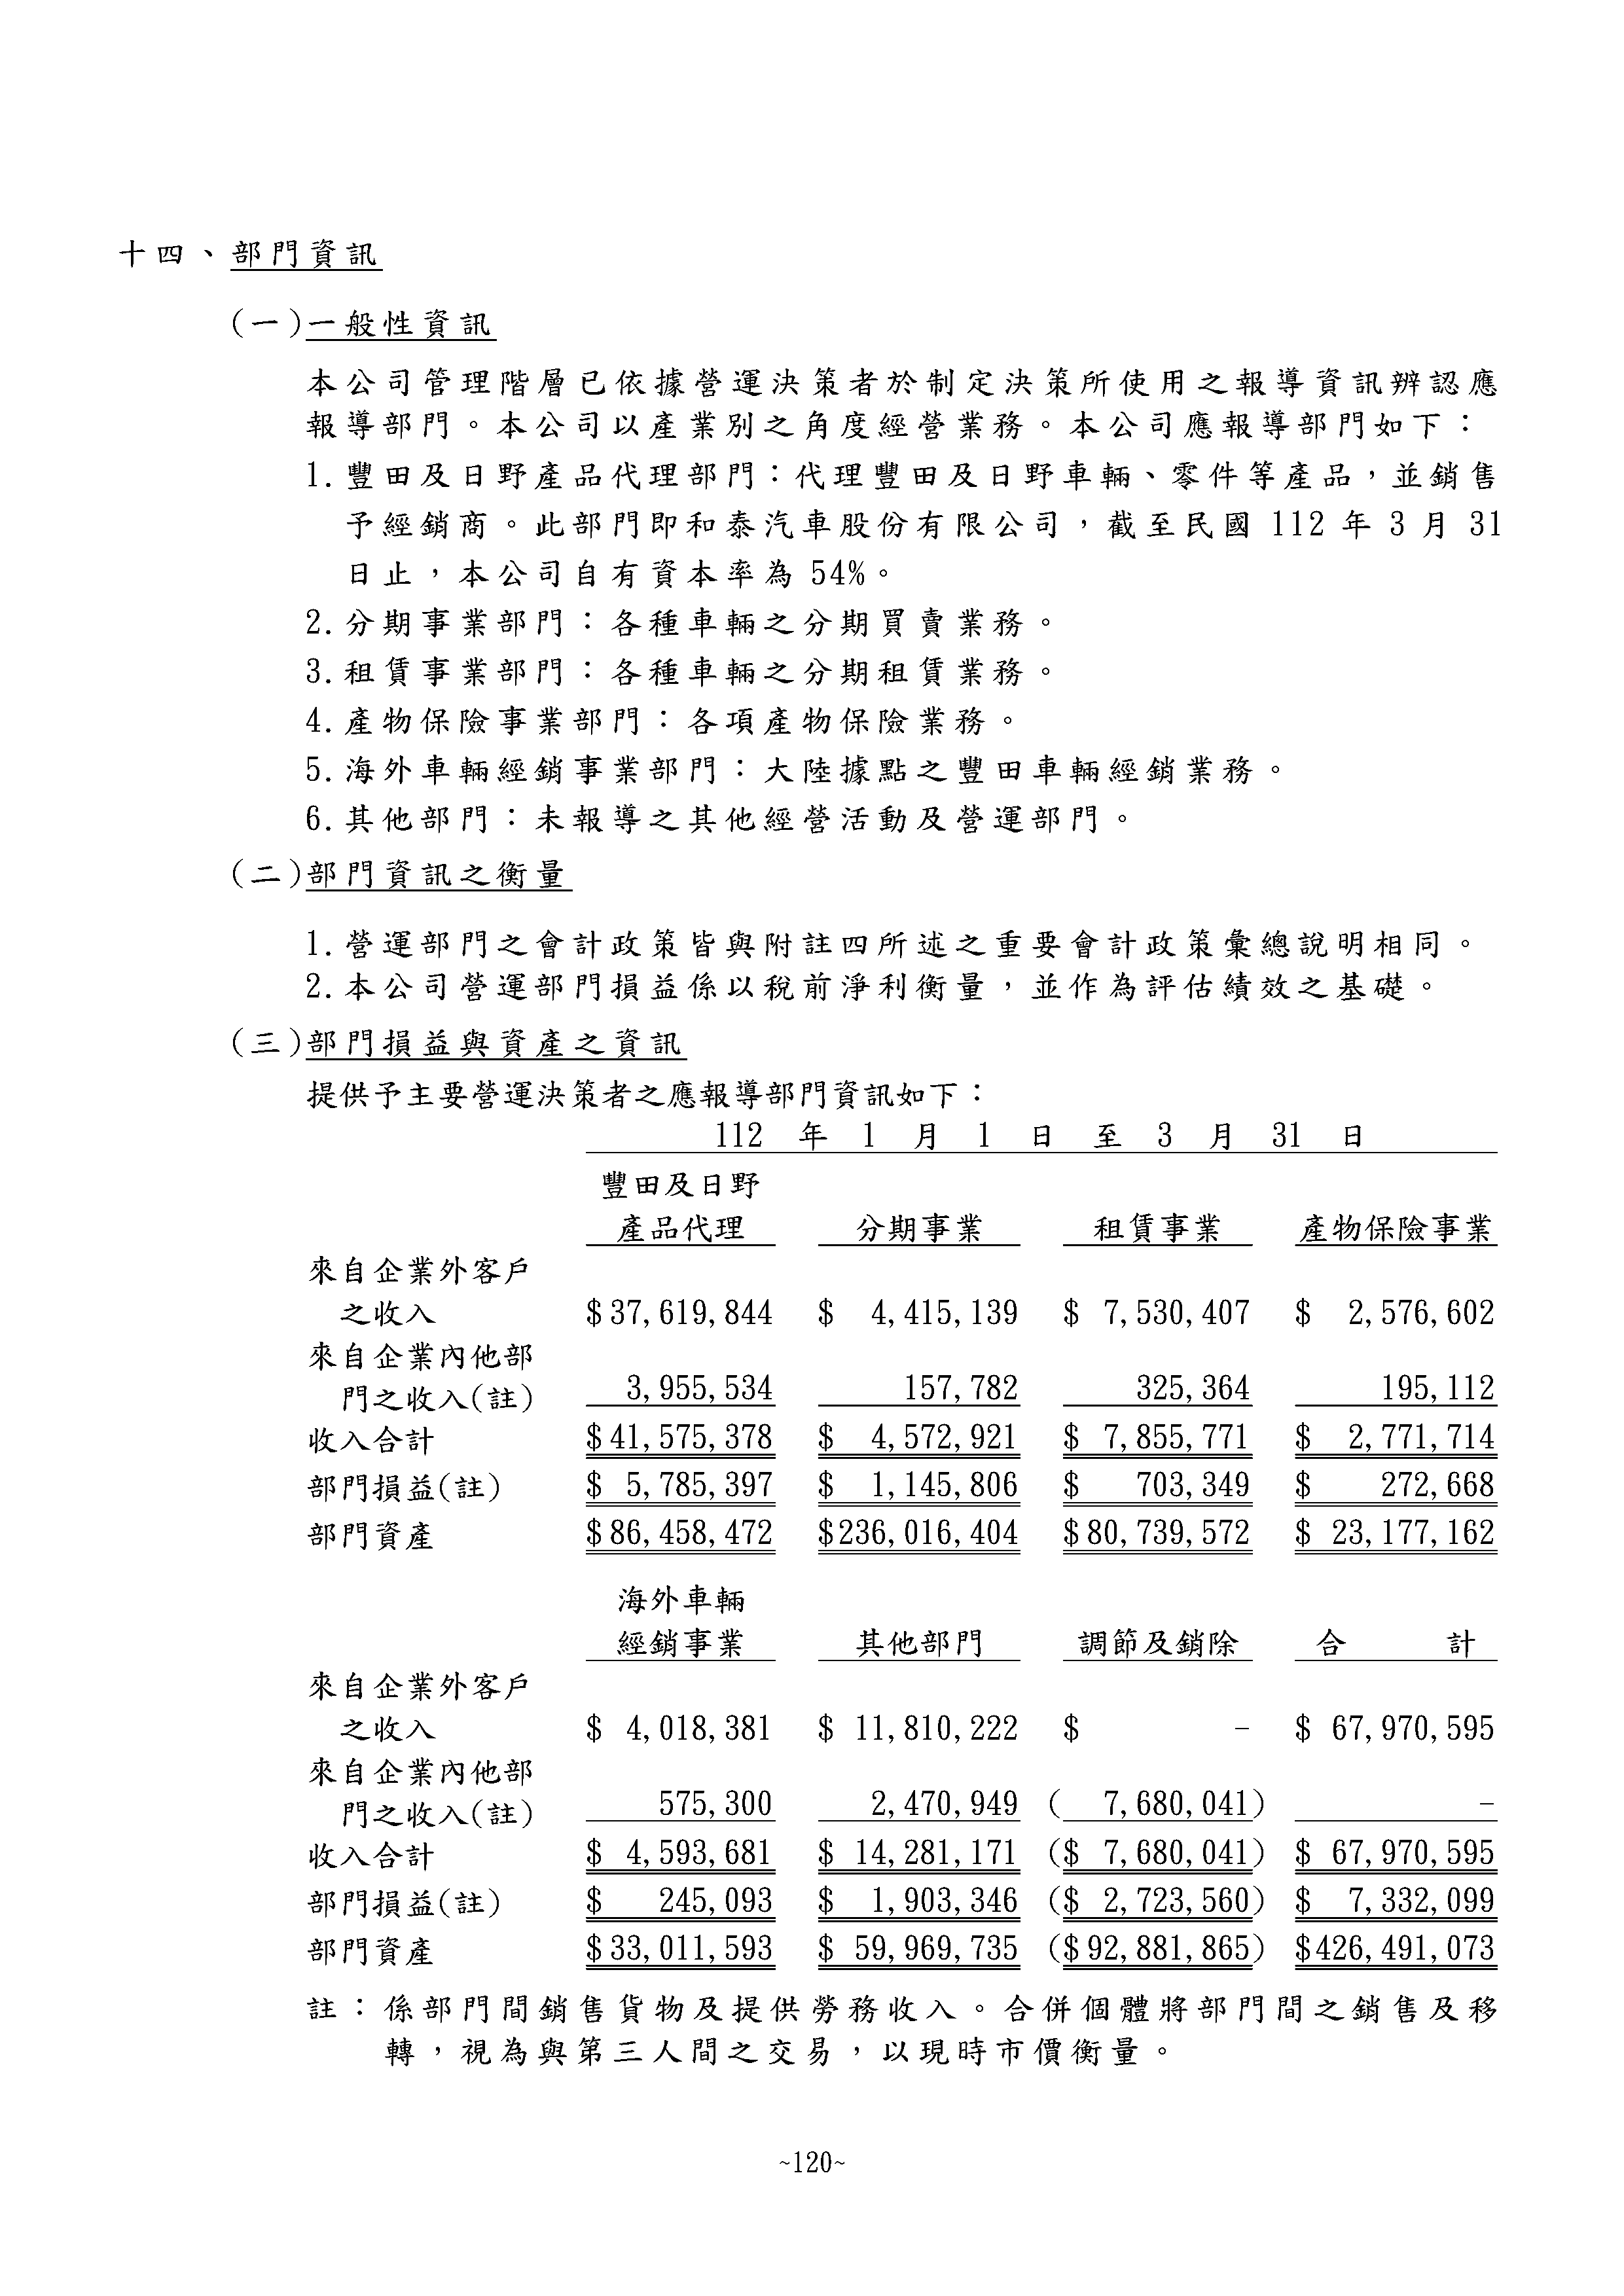 十四、部門資訊
(一)一般性資訊
本公司管理階層已依據營運決策者於制定決策所使用之報導資訊辨認應
報導部門。本公司以產業別之角度經營業務。本公司應報導部門如下：
1.豐田及日野產品代理部門：代理豐田及日野車輛、零件等產品，並銷售
予經銷商。此部門即和泰汽車股份有限公司，截至民國 112 年 3 月 31
日止，本公司自有資本率為 54%。
2.分期事業部門：各種車輛之分期買賣業務。
3.租賃事業部門：各種車輛之分期租賃業務。
4.產物保險事業部門：各項產物保險業務。
5.海外車輛經銷事業部門：大陸據點之豐田車輛經銷業務。
6.其他部門：未報導之其他經營活動及營運部門。
(二)部門資訊之衡量
1.營運部門之會計政策皆與附註四所述之重要會計政策彙總說明相同。
2.本公司營運部門損益係以稅前淨利衡量，並作為評估績效之基礎。
(三)部門損益與資產之資訊
提供予主要營運決策者之應報導部門資訊如下：
112 年 1 月 1 日 至 3 月 31 日
豐田及日野
產品代理 分期事業 租賃事業 產物保險事業
來自企業外客戶
之收入 $37,619,844 $ 4,415,139 $ 7,530,407 $ 2,576,602
來自企業內他部
門之收入(註) 3,955,534 157,782 325,364 195,112
收入合計 $41,575,378 $ 4,572,921 $ 7,855,771 $ 2,771,714
部門損益(註) $ 5,785,397 $ 1,145,806 $ 703,349 $ 272,668
部門資產 $86,458,472 $236,016,404 $80,739,572 $ 23,177,162
海外車輛
經銷事業 其他部門 調節及銷除 合 計
來自企業外客戶
之收入 $ 4,018,381 $ 11,810,222 $ - $ 67,970,595
來自企業內他部
門之收入(註) 575,300 2,470,949 ( 7,680,041) -
收入合計 $ 4,593,681 $ 14,281,171 ($ 7,680,041) $ 67,970,595
部門損益(註) $ 245,093 $ 1,903,346 ($ 2,723,560) $ 7,332,099
部門資產 $33,011,593 $ 59,969,735 ($92,881,865) $426,491,073
註：係部門間銷售貨物及提供勞務收入。合併個體將部門間之銷售及移
轉，視為與第三人間之交易，以現時市價衡量。
~120~